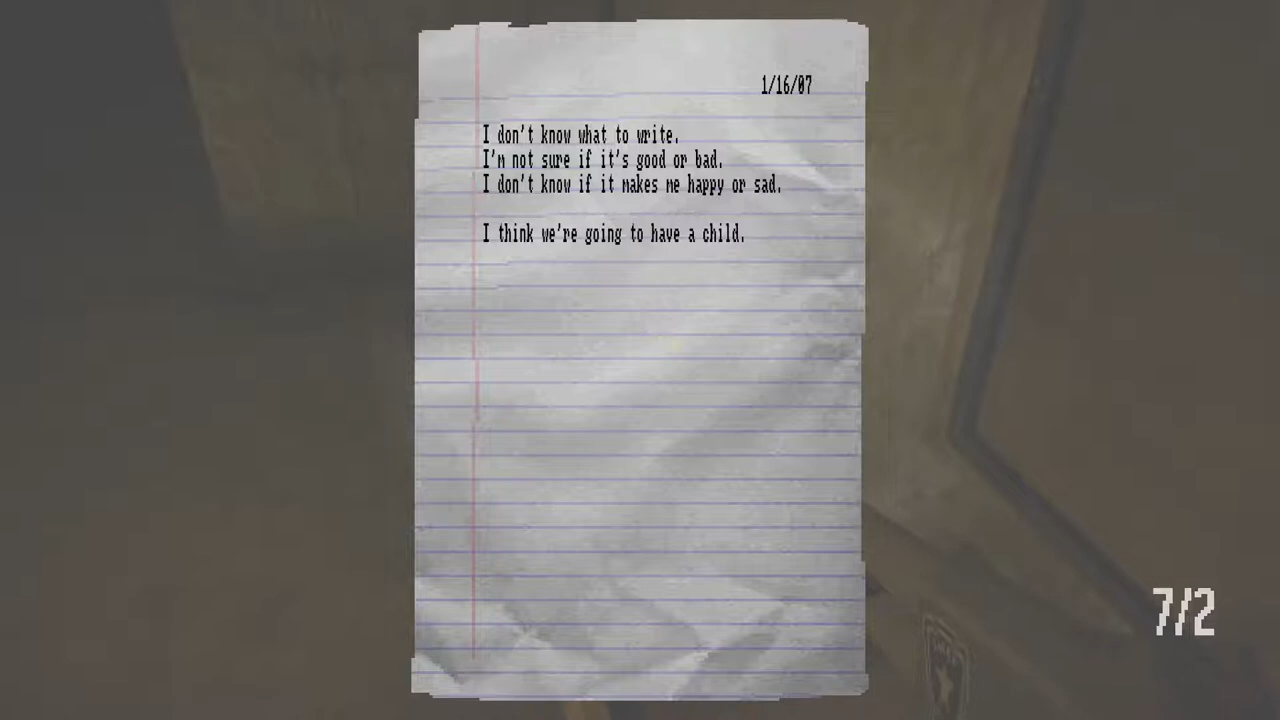 1/16/07
I don't know what to write.
I'm not sure if it's good or bad.
I don't know if it makes me happy or sad.
I think we're going to have a child.
7/2